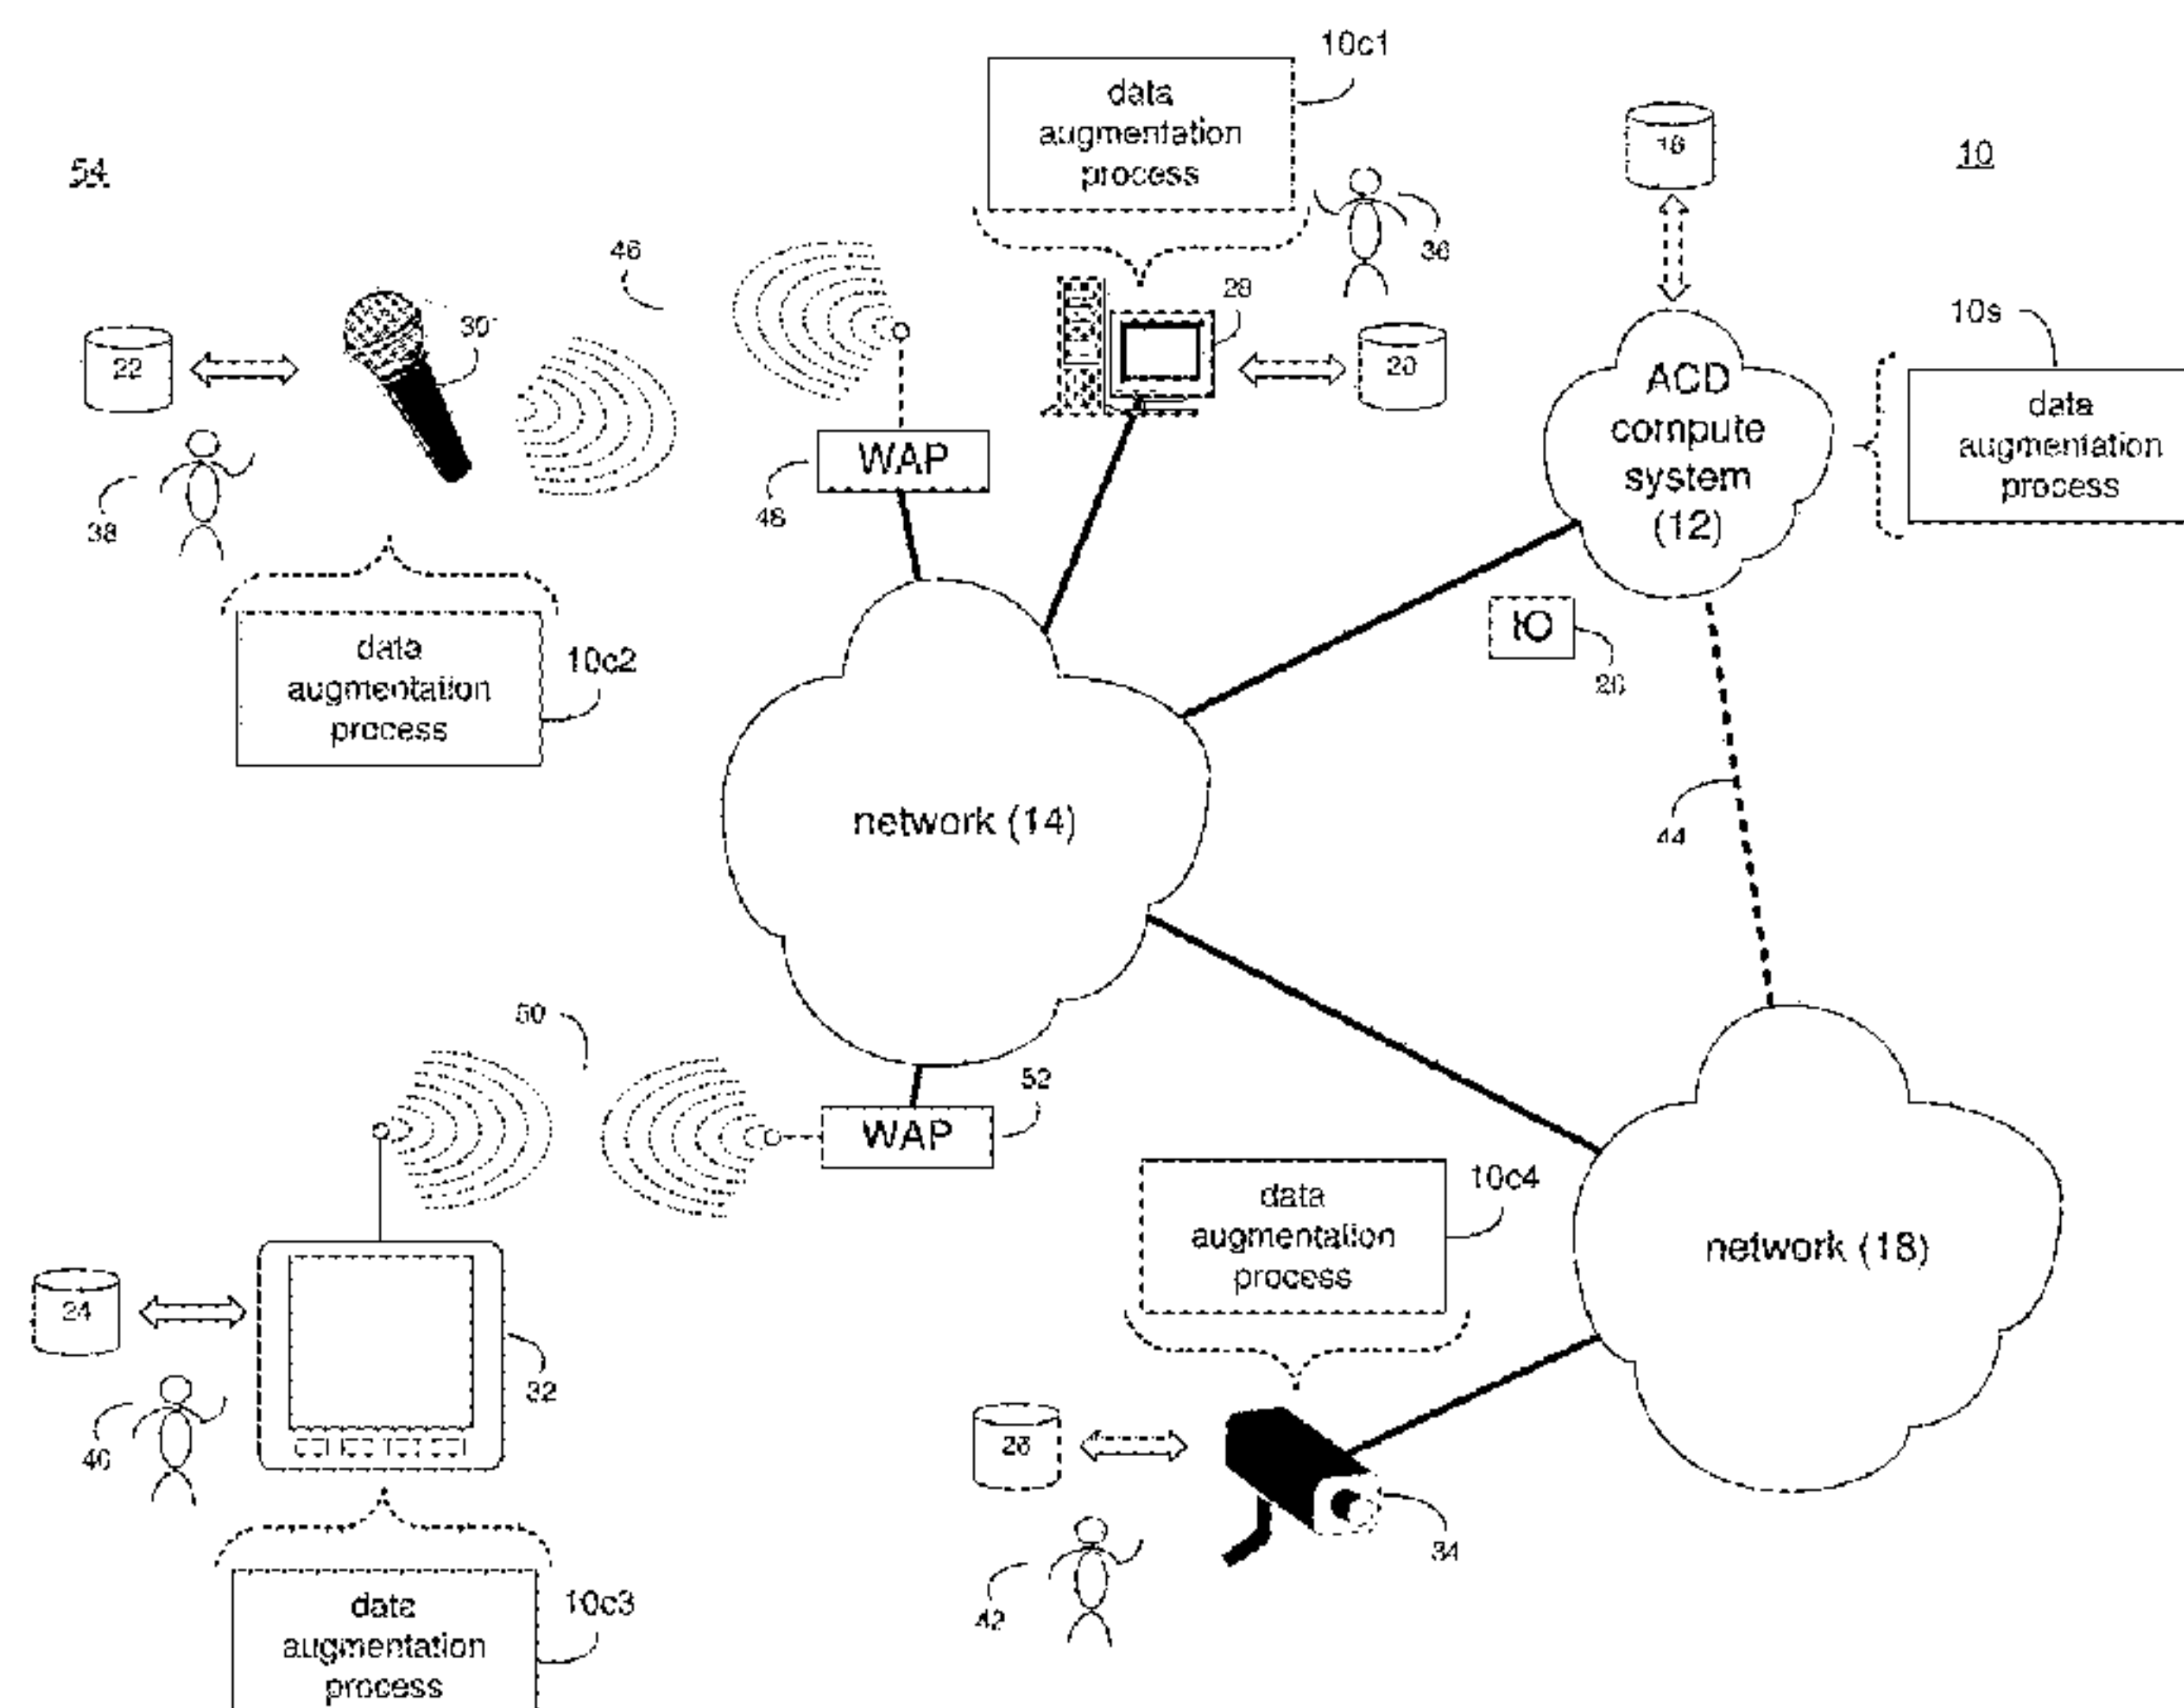 10c1
data
augmentation
process
54
16
10
36
46
28
30
22
20
10s
ACD
compute
system
(12)
data
augmentation
process
WAP
48
38
IO
26
data
augmentation
process
10c2
network (14)
44
50
52
WAP
10c4
data
augmentation
process
network (18)
24
32
40
26
34
42
data
augmentation
process
10c3